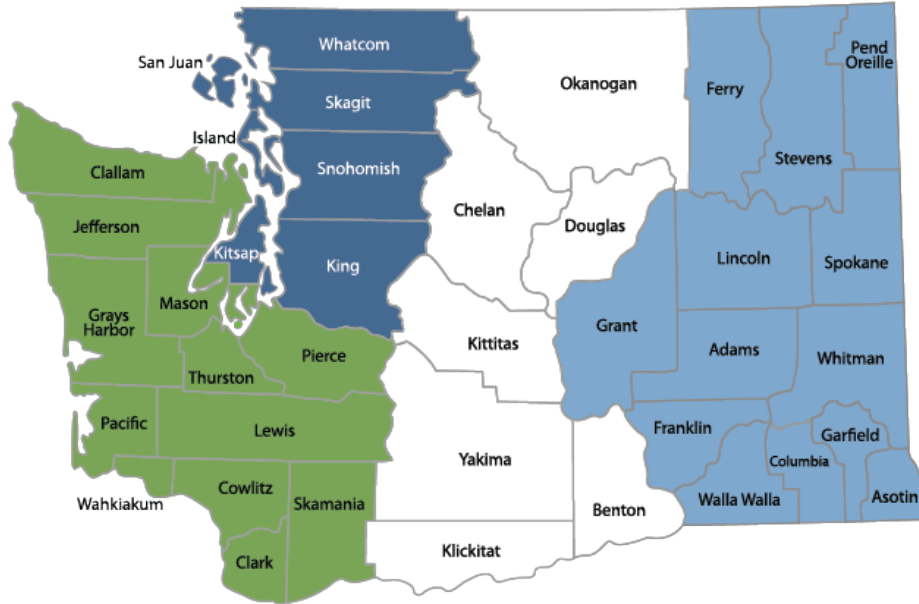 Whatcom
San Juan
Skagit
Island
Snohomish
King
Kitsap
Clallam
Jefferson
Grays
Harbor
Mason
Thurston
Pierce
Pacific
Lewis
Wahkiakum
Cowlitz
Skamania
Clark
Okanogan
Chelan
Douglas
Kittitas
Yakima
Klickitat
Benton
Ferry
Stevens
Pend
Oreille
Lincoln
Spokane
Grant
Adams
Whitman
Franklin
Walla Walla
Columbia
Garfield
Asotin